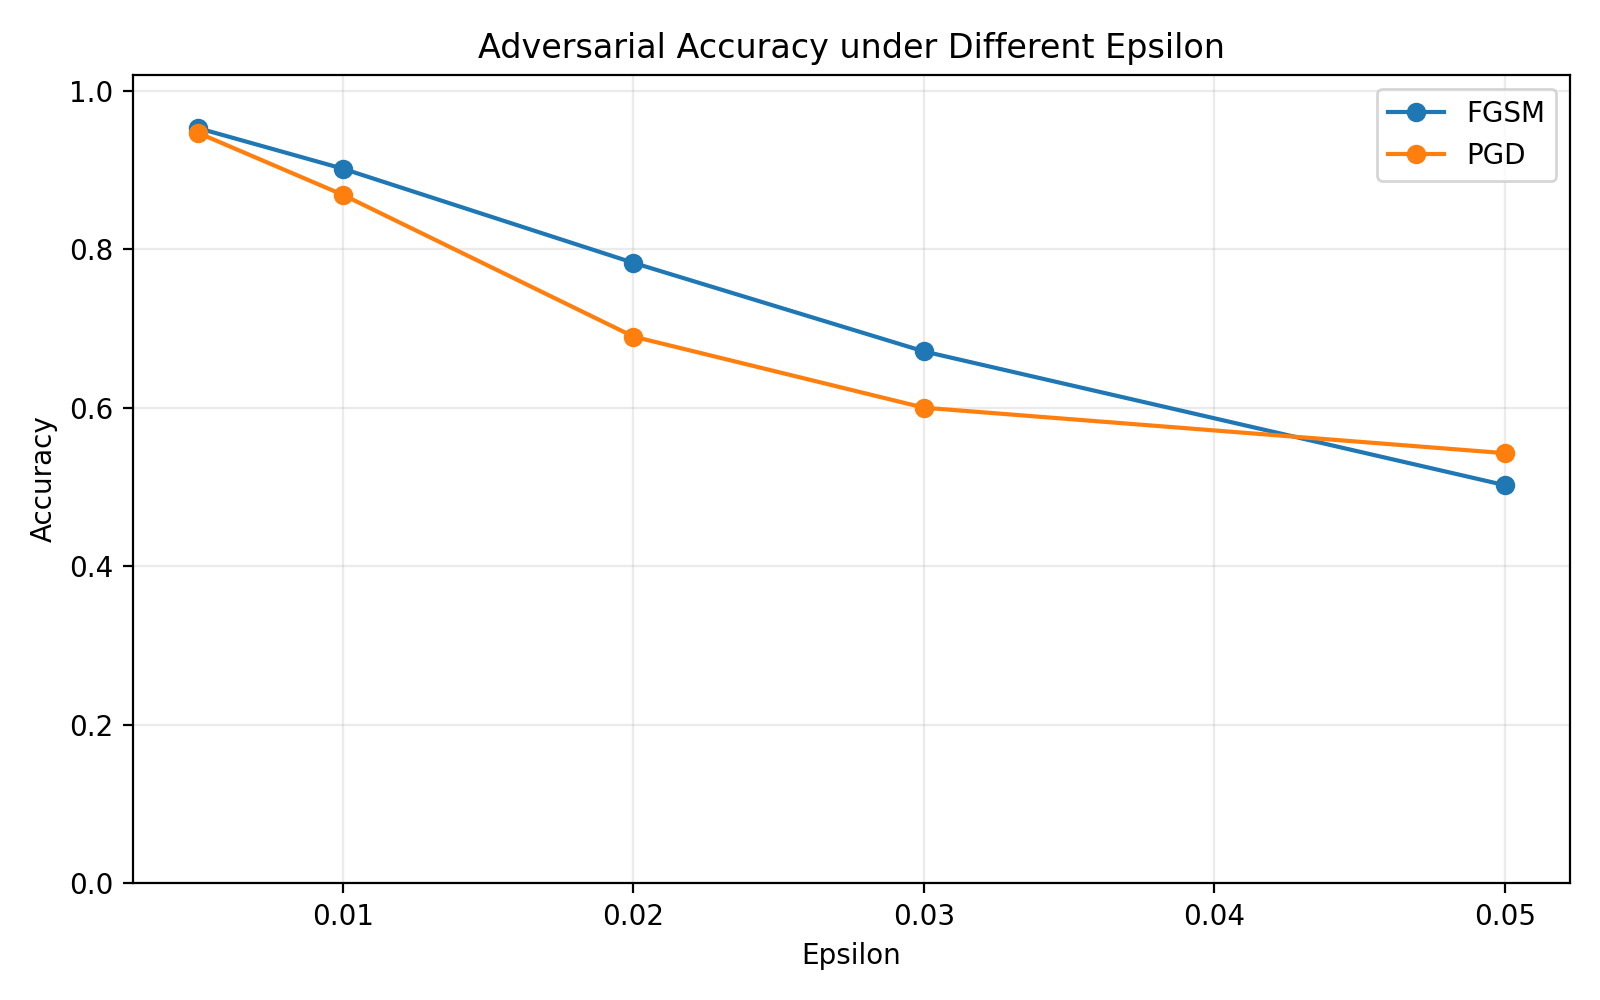 Adversarial Accuracy under Different Epsilon
FGSM
PGD
Accuracy
1.0
0.8
0.6
0.4
0.2
0.0
0.01 0.02 0.03 0.04 0.05
Epsilon